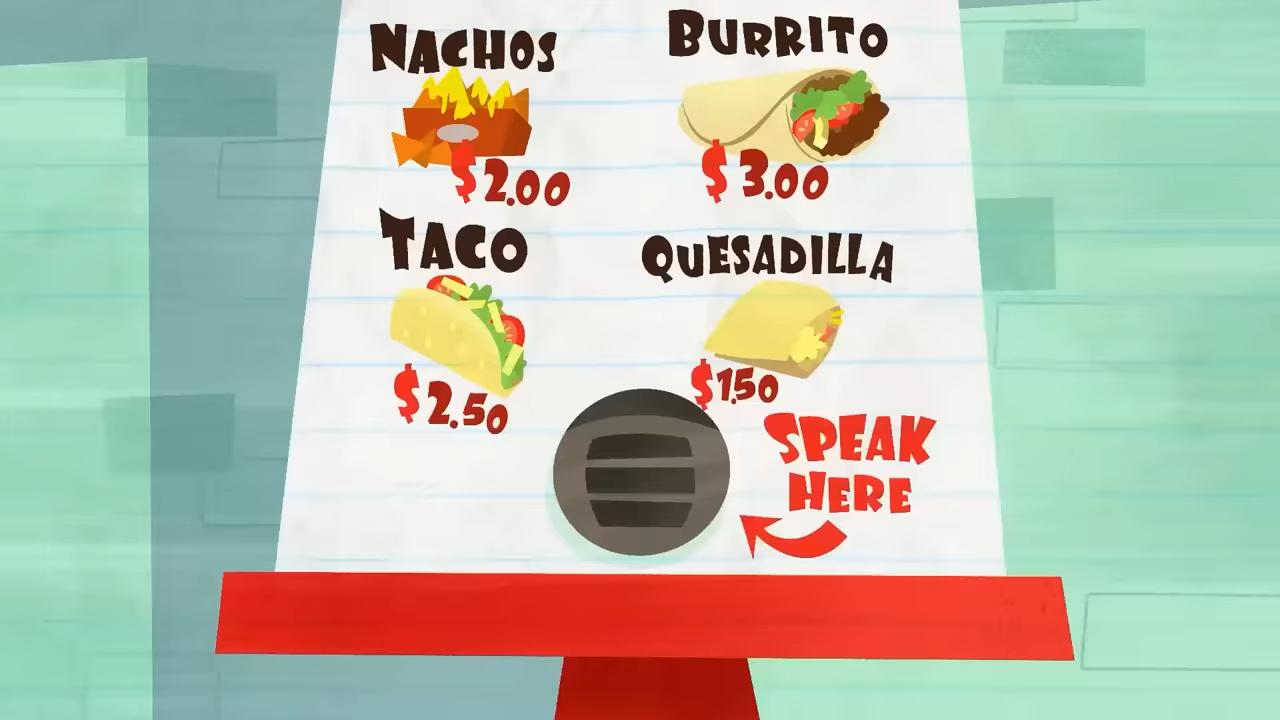 NACHOS
$2.00
BURRITO
$3.00
TACO
$2.50
QUESADILLA
$1.50
SPEAK
HERE